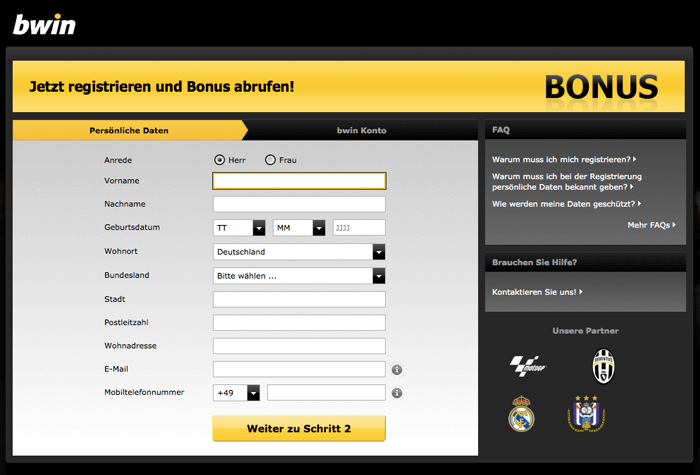 bwin
Jetzt registrieren und Bonus abrufen!
BONUS
Persönliche Daten
bwin Konto
Anrede
Herr
Frau
Vorname
Nachname
Geburtsdatum
TT
MM
JJJJ
Wohnort
Deutschland
Bundesland
Bitte wählen ...
Stadt
Postleitzahl
Wohnadresse
E-Mail
Mobiltelefonnummer
+49
Weiter zu Schritt 2
FAQ
Warum muss ich mich registrieren?
Warum muss ich bei der Registrierung
persönliche Daten bekannt geben?
Wie werden meine Daten geschützt?
Mehr FAQs
Brauchen Sie Hilfe?
Kontaktieren Sie uns!
Unsere Partner